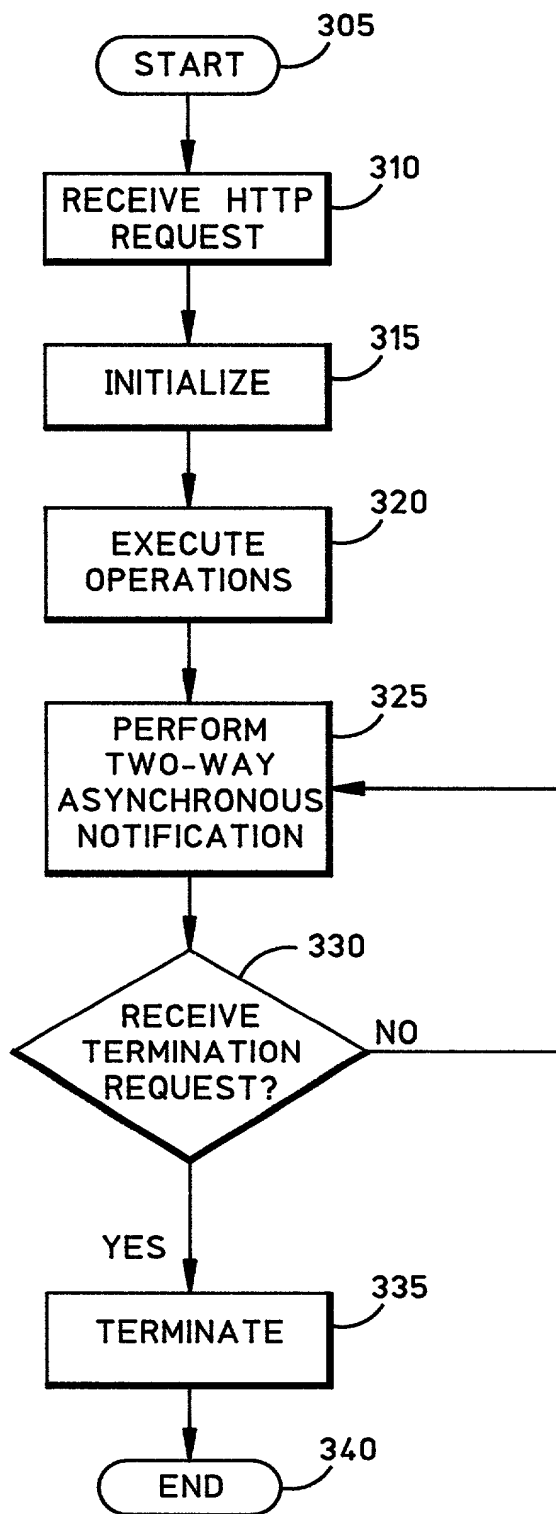 305
START
310
RECEIVE HTTP
REQUEST
315
INITIALIZE
320
EXECUTE
OPERATIONS
325
PERFORM
TWO-WAY
ASYNCHRONOUS
NOTIFICATION
330
RECEIVE
TERMINATION
REQUEST?
NO
YES
335
TERMINATE
340
END